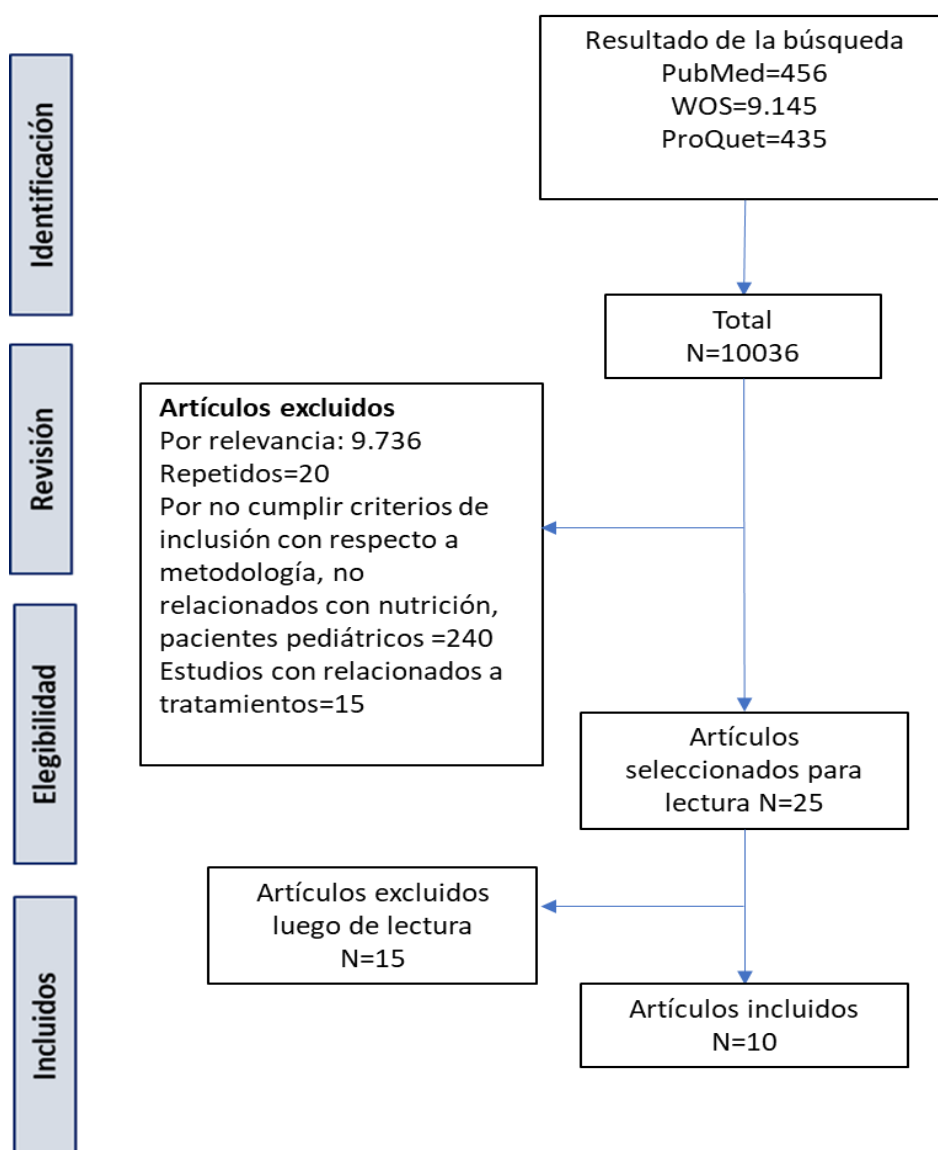 Identificación
Resultado de la búsqueda
PubMed=456
WOS=9.145
ProQuet=435
Total
N=10036
Revisión
Artículos excluidos
Por relevancia: 9.736
Repetidos=20
Por no cumplir criterios de
inclusión con respecto a
metodología, no
relacionados con nutrición,
pacientes pediátricos =240
Estudios con relacionados a
tratamientos=15
Elegibilidad
Artículos
seleccionados para
lectura N=25
Artículos excluidos
luego de lectura
N=15
Incluidos
Artículos incluidos
N=10